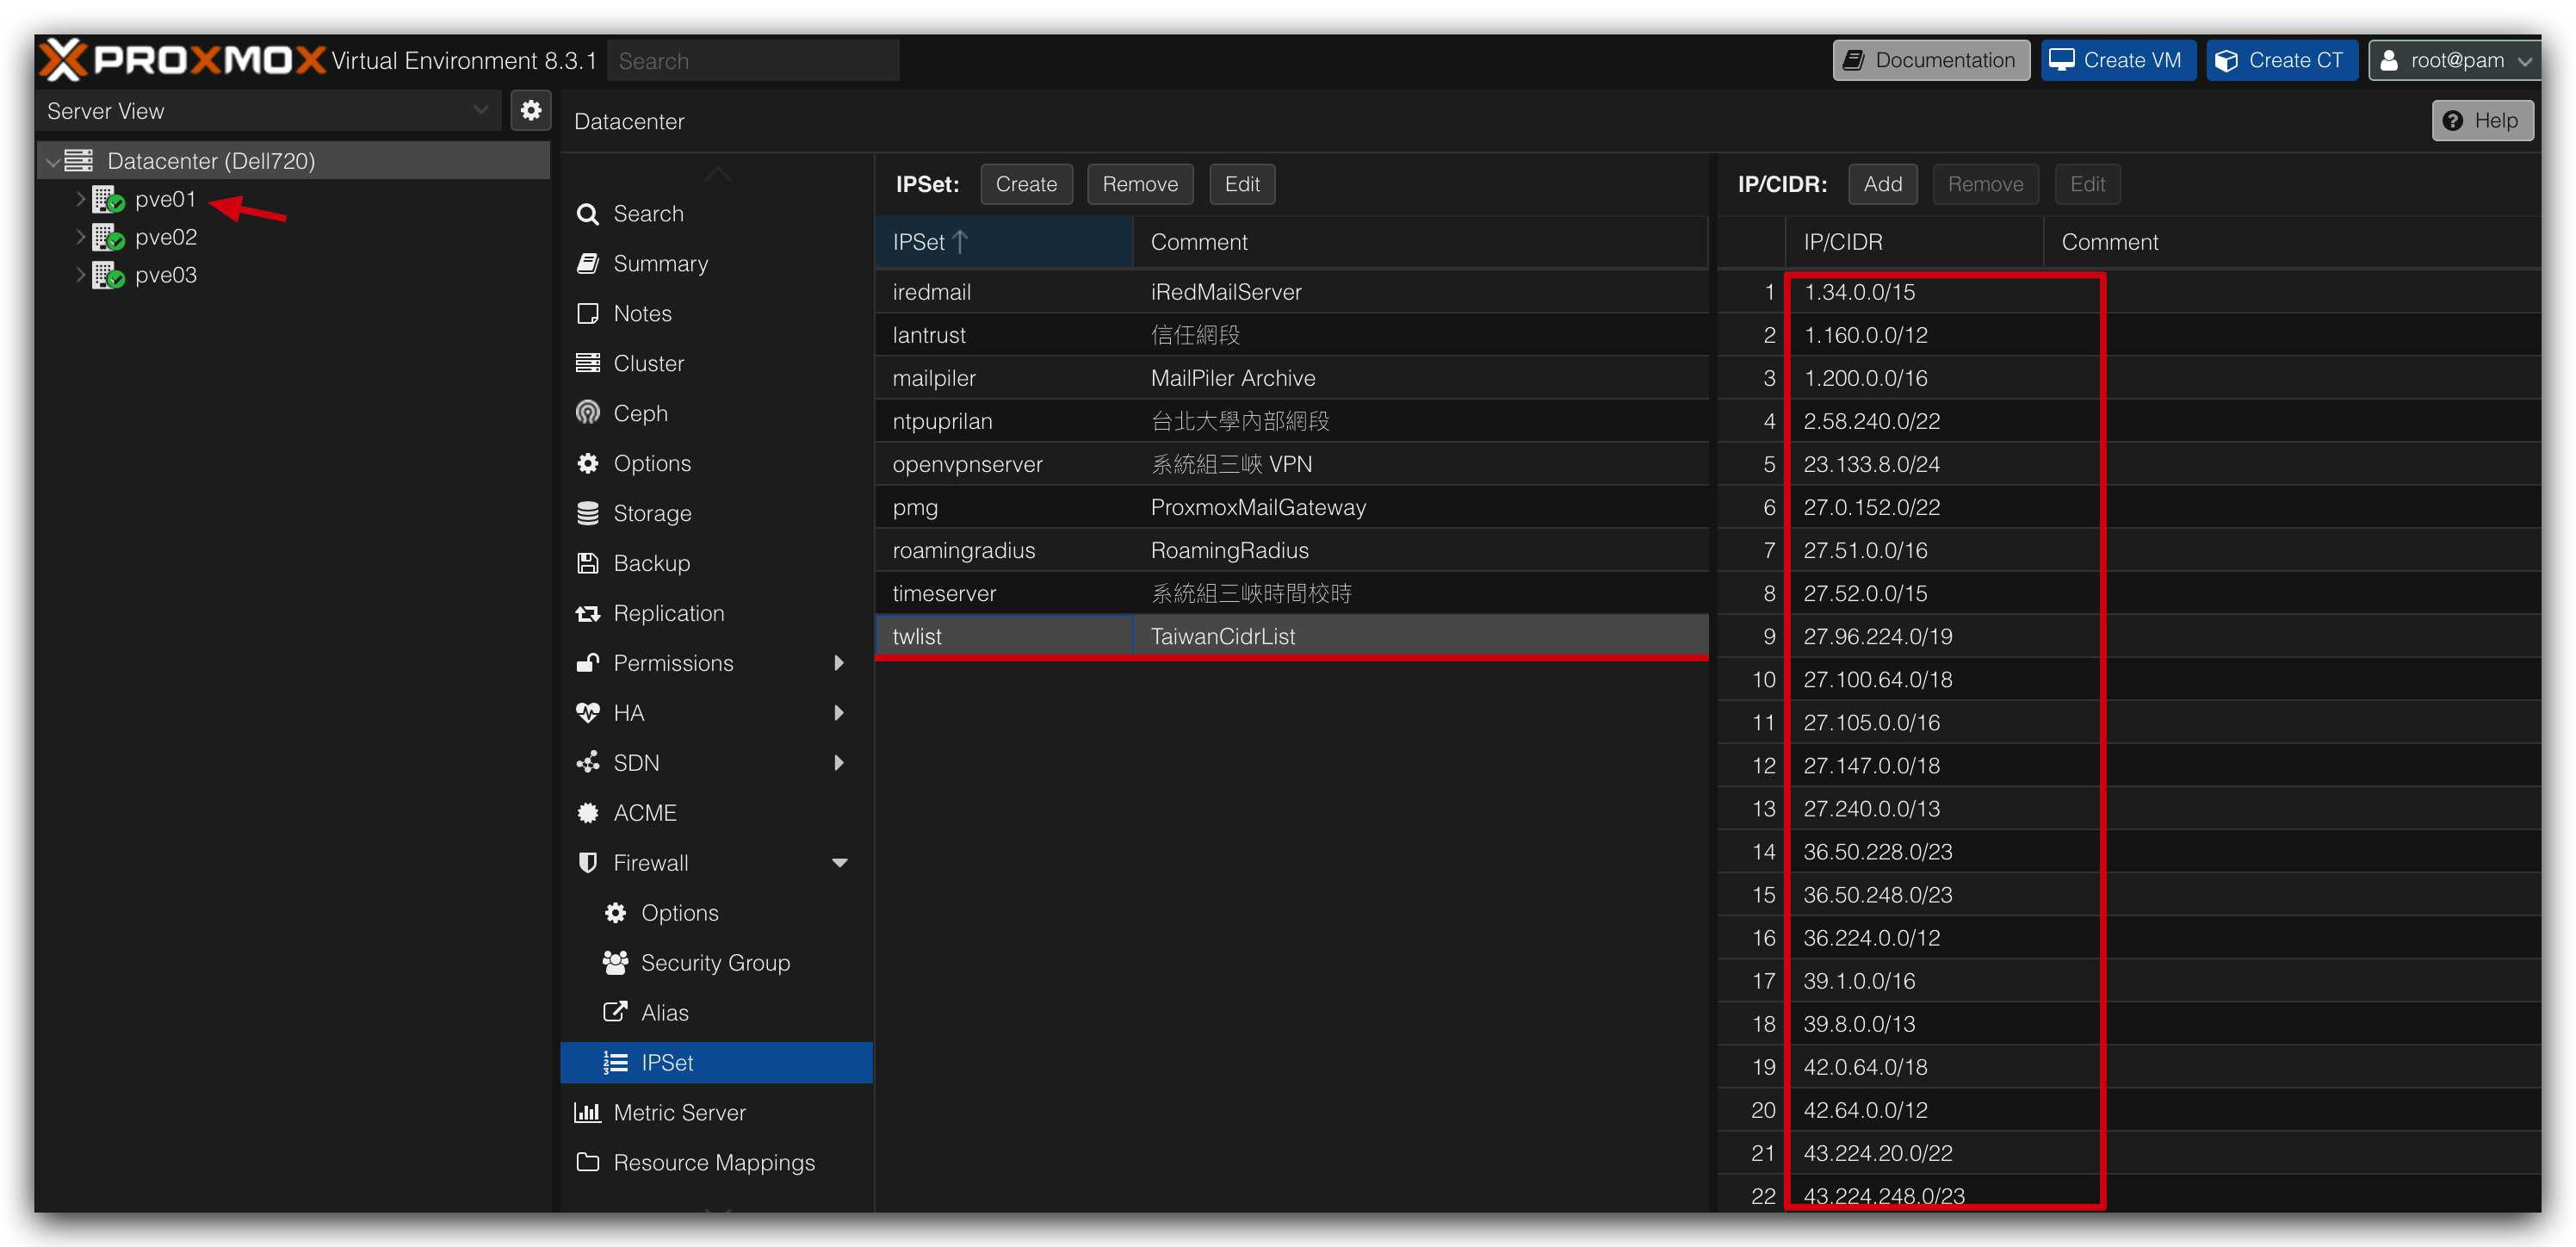 PROXMOX Virtual Environment 8.3.1 Search Documentation Create VM Create CT root@pam
Server View
Datacenter (Dell720)
pve01
pve02
pve03
Datacenter Help
Search
Summary
Notes
Cluster
Ceph
Options
Storage
Backup
Replication
Permissions
HA
SDN
ACME
Firewall
Options
Security Group
Alias
IPSet
Metric Server
Resource Mappings
IPSet: Create Remove Edit
IPSet Comment
iredmail iRedMailServer
lantrust 信任網段
mailpiler MailPiler Archive
ntpuprilan 台北大學內部網段
openvpnserver 系統組三峽 VPN
pmg ProxmoxMailGateway
roamingradius RoamingRadius
timeserver 系統組三峽時間校時
twlist TaiwanCidrList
IP/CIDR: Add Remove Edit
IP/CIDR Comment
1 1.34.0.0/15
2 1.160.0.0/12
3 1.200.0.0/16
4 2.58.240.0/22
5 23.133.8.0/24
6 27.0.152.0/22
7 27.51.0.0/16
8 27.52.0.0/15
9 27.96.224.0/19
10 27.100.64.0/18
11 27.105.0.0/16
12 27.147.0.0/18
13 27.240.0.0/13
14 36.50.228.0/23
15 36.50.248.0/23
16 36.224.0.0/12
17 39.1.0.0/16
18 39.8.0.0/13
19 42.0.64.0/18
20 42.64.0.0/12
21 43.224.20.0/22
22 43.224.248.0/23